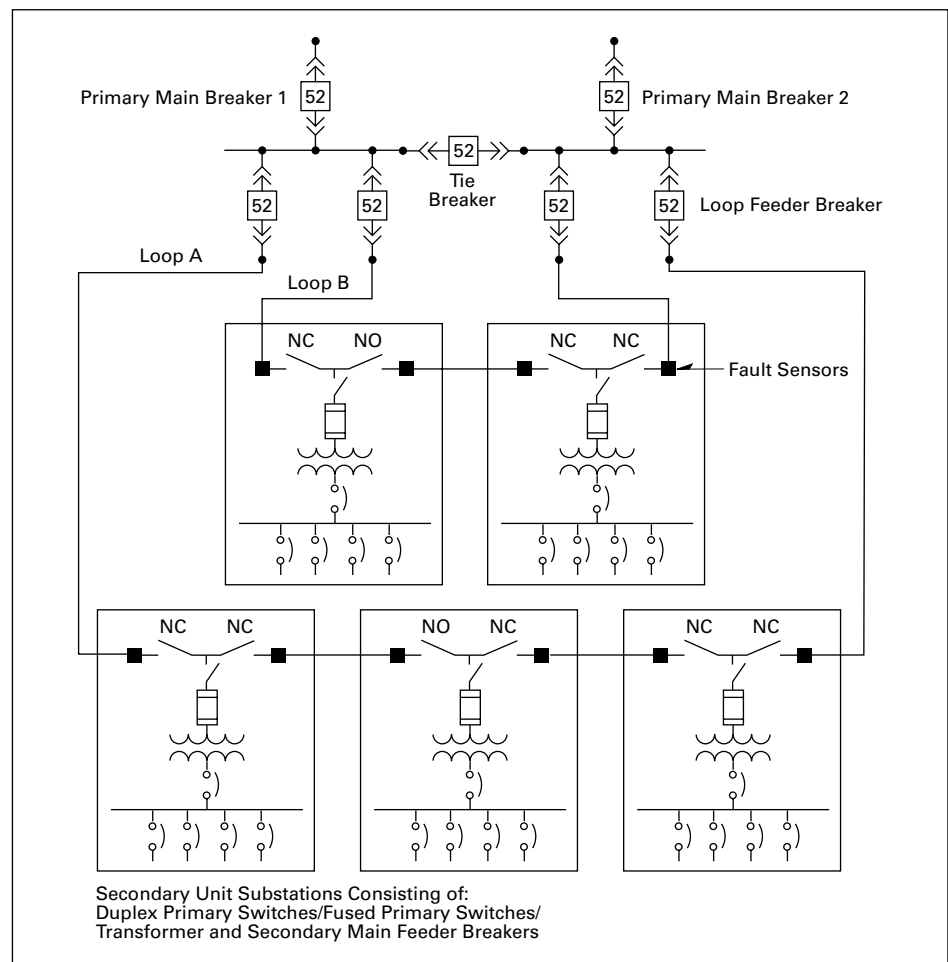 52
52
Primary Main Breaker 1
Primary Main Breaker 2
52
Tie
Breaker
52
52
52
52
Loop Feeder Breaker
Loop A
Loop B
NC
NO
NC
NC
Fault Sensors
NC
NC
NO
NC
NC
NC
Secondary Unit Substations Consisting of:
Duplex Primary Switches/Fused Primary Switches/
Transformer and Secondary Main Feeder Breakers